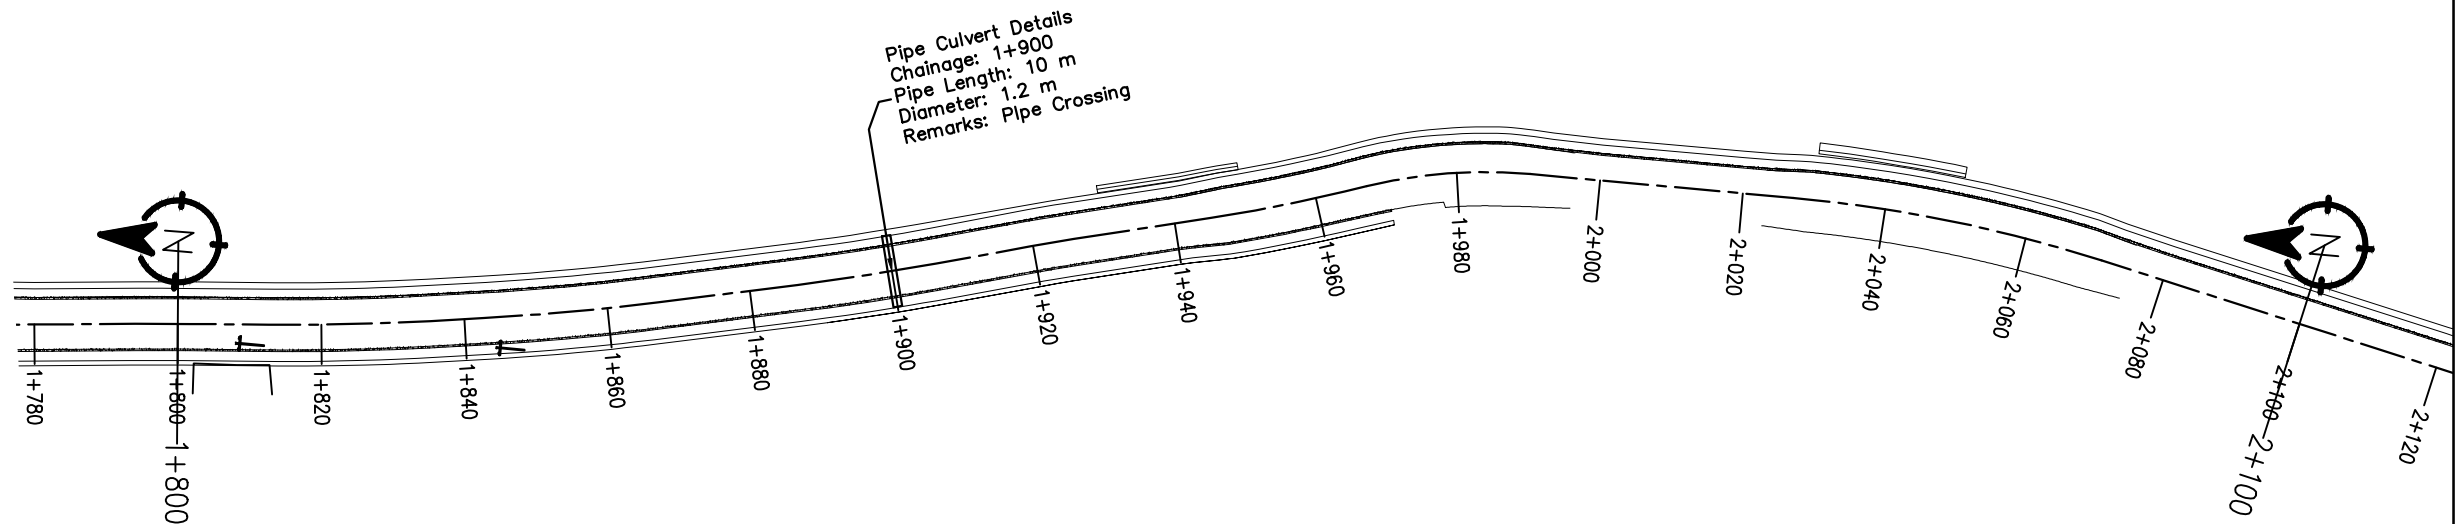 Pipe Culvert Details
Chainage: 1+900
Pipe Length: 10 m
Diameter: 1.2 m
Remarks: PIpe Crossing
N
N
1+780
1+800
1+820
1+840
1+860
1+880
1+900
1+920
1+940
1+960
1+980
2+000
2+020
2+040
2+060
2+080
2+100
2+120
1+800
2+100